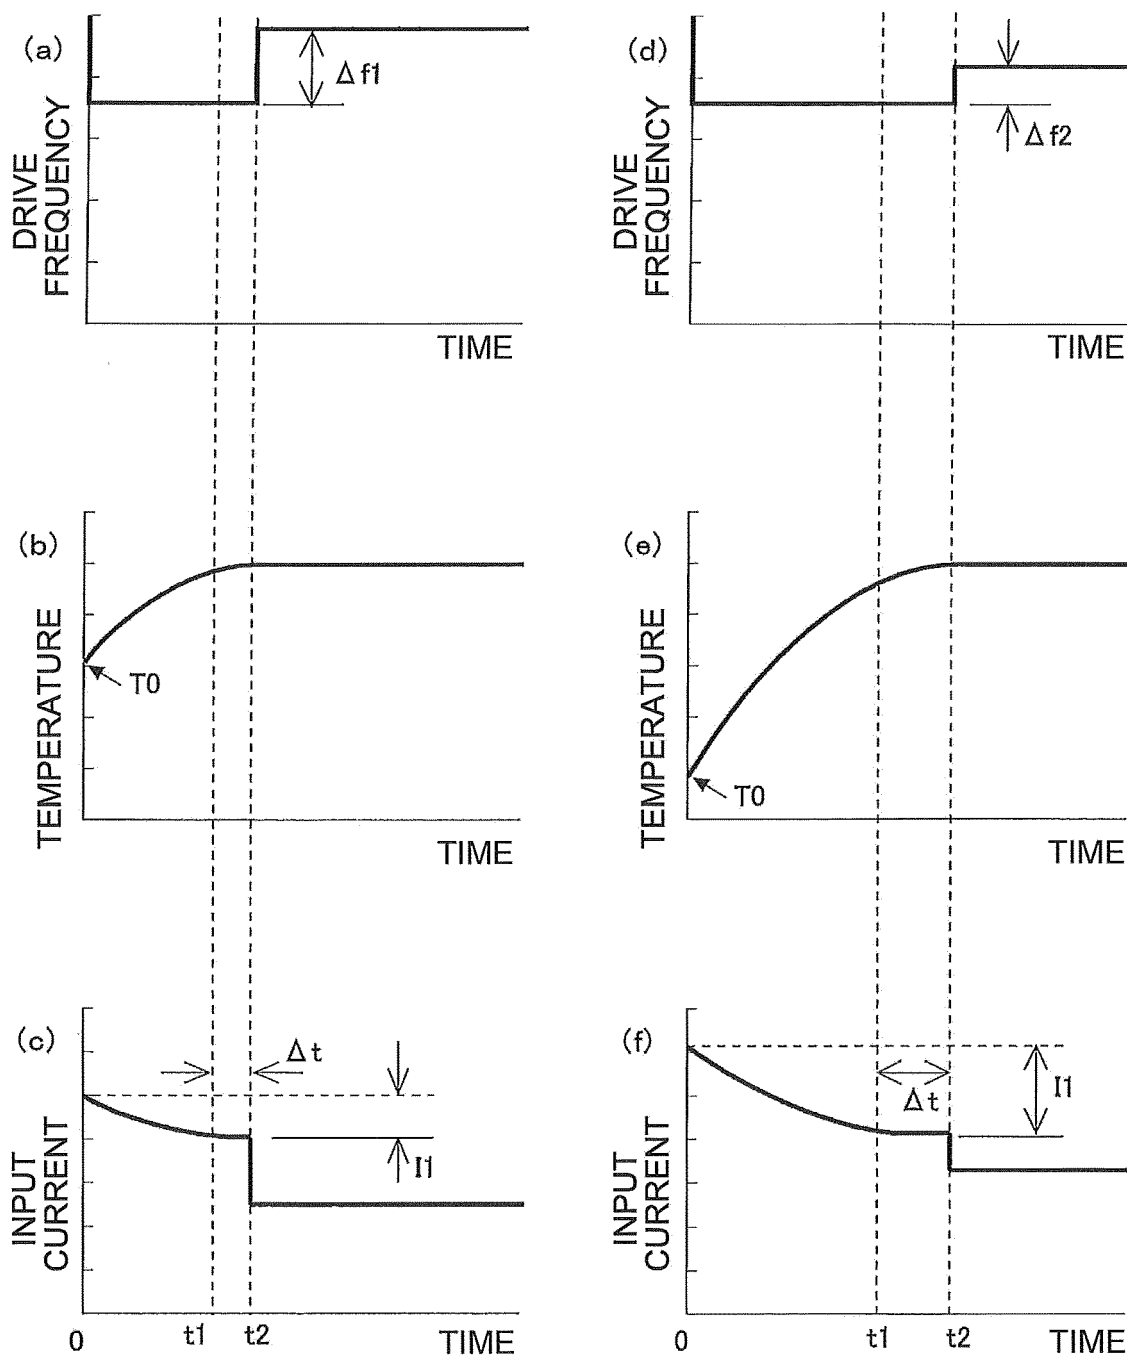 (a)
Δf1
DRIVE
FREQUENCY
TIME
(b)
T0
TEMPERATURE
TIME
(c)
Δt
I1
INPUT
CURRENT
0
t1
t2
TIME
(d)
Δf2
DRIVE
FREQUENCY
TIME
(e)
T0
TEMPERATURE
TIME
(f)
Δt
I1
INPUT
CURRENT
0
t1
t2
TIME